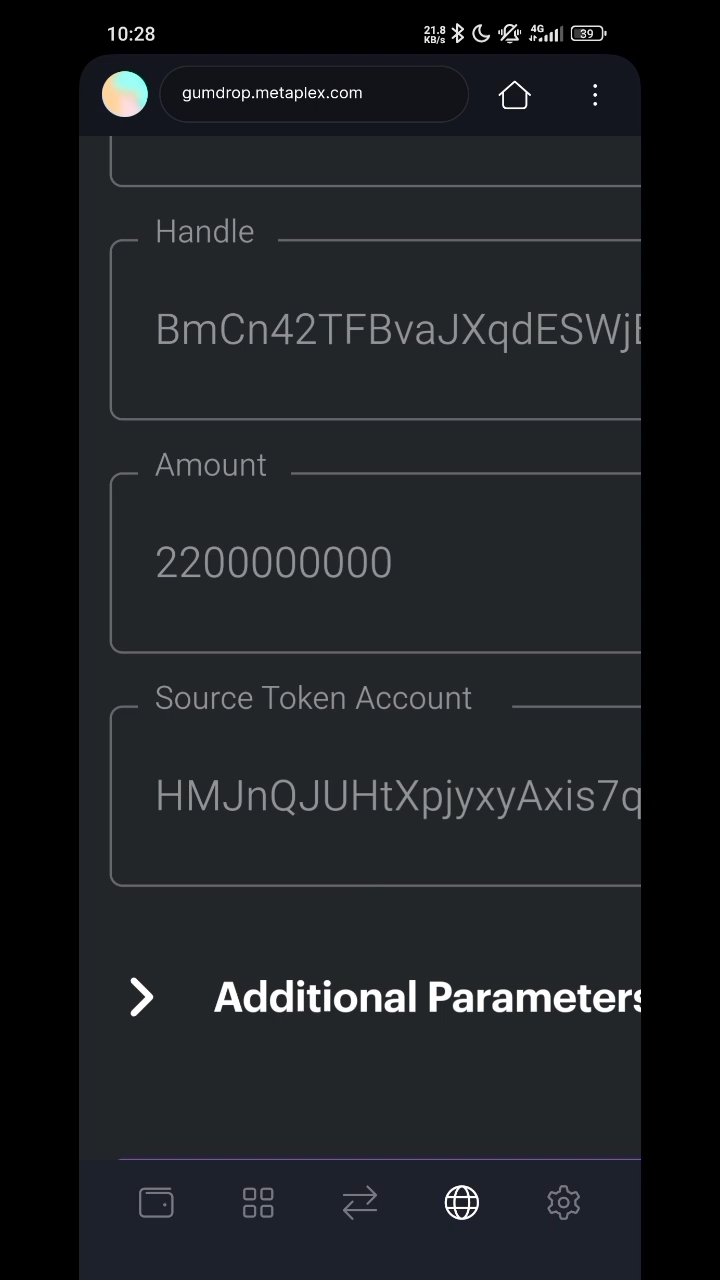 10:28
21.8
KB/s
4G
39
gumdrop.metaplex.com
Handle
BmCn42TFBvaJXqdESWj
Amount
2200000000
Source Token Account
HMJnQJUHtXpjyxyAxis7q
Additional Parameters